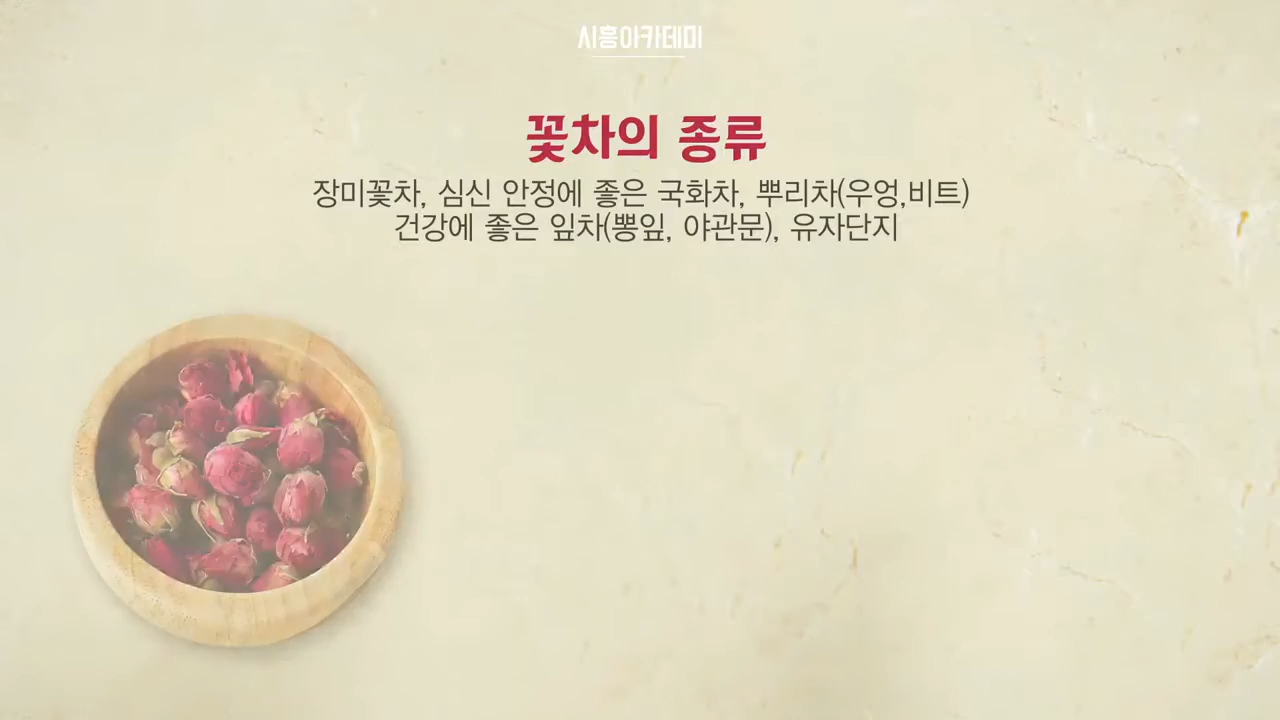 시흥아카데미
꽃차의 종류
장미꽃차, 심신 안정에 좋은 국화차, 뿌리차(우엉,비트)
건강에 좋은 잎차(뽕잎, 야관문), 유자단지